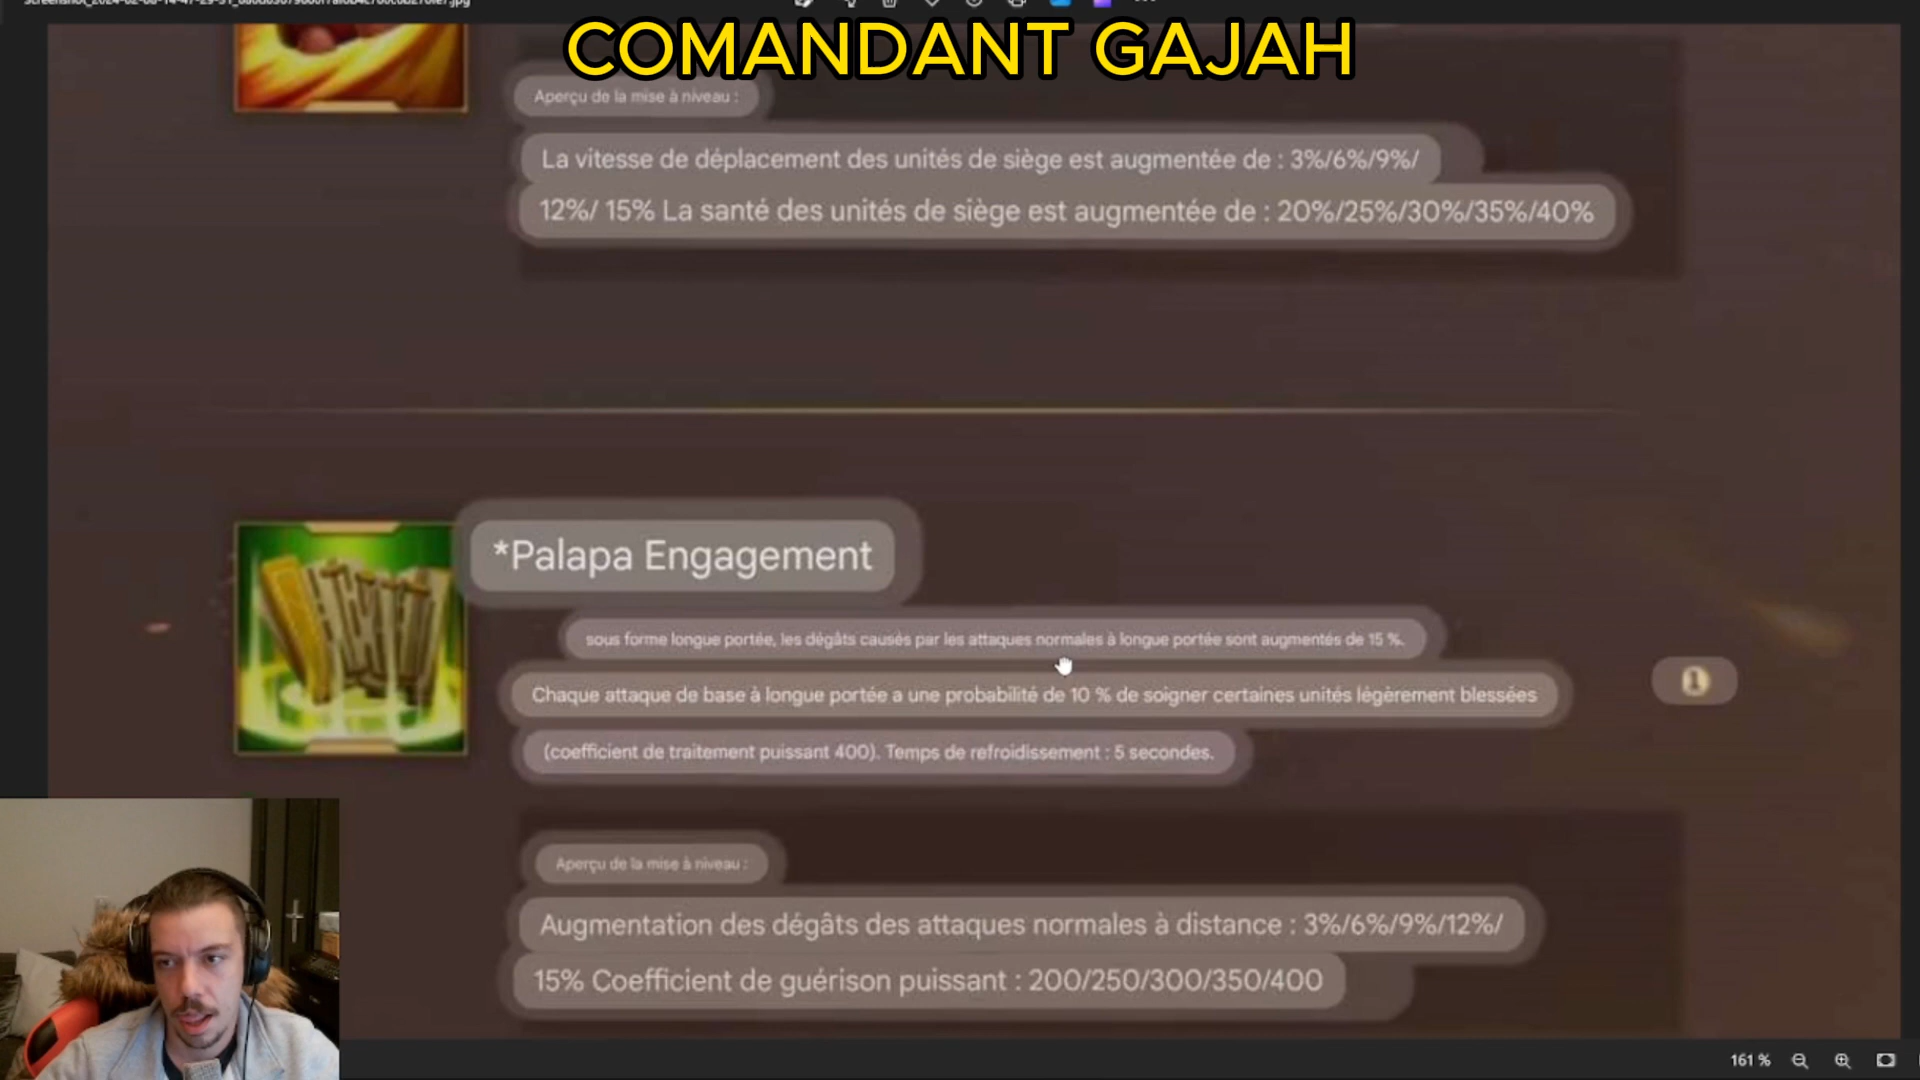 COMANDANT GAJAH
Aperçu de la mise à niveau :
La vitesse de déplacement des unités de siège est augmentée de : 3%/6%/9%/
12%/ 15% La santé des unités de siège est augmentée de : 20%/25%/30%/35%/40%
*Palapa Engagement
sous forme longue portée, les dégâts causés par les attaques normales à longue portée sont augmentés de 15 %.
Chaque attaque de base à longue portée a une probabilité de 10 % de soigner certaines unités légèrement blessées
(coefficient de traitement puissant 400). Temps de refroidissement : 5 secondes.
1
Aperçu de la mise à niveau :
Augmentation des dégâts des attaques normales à distance : 3%/6%/9%/12%/
15% Coefficient de guérison puissant : 200/250/300/350/400
161 %